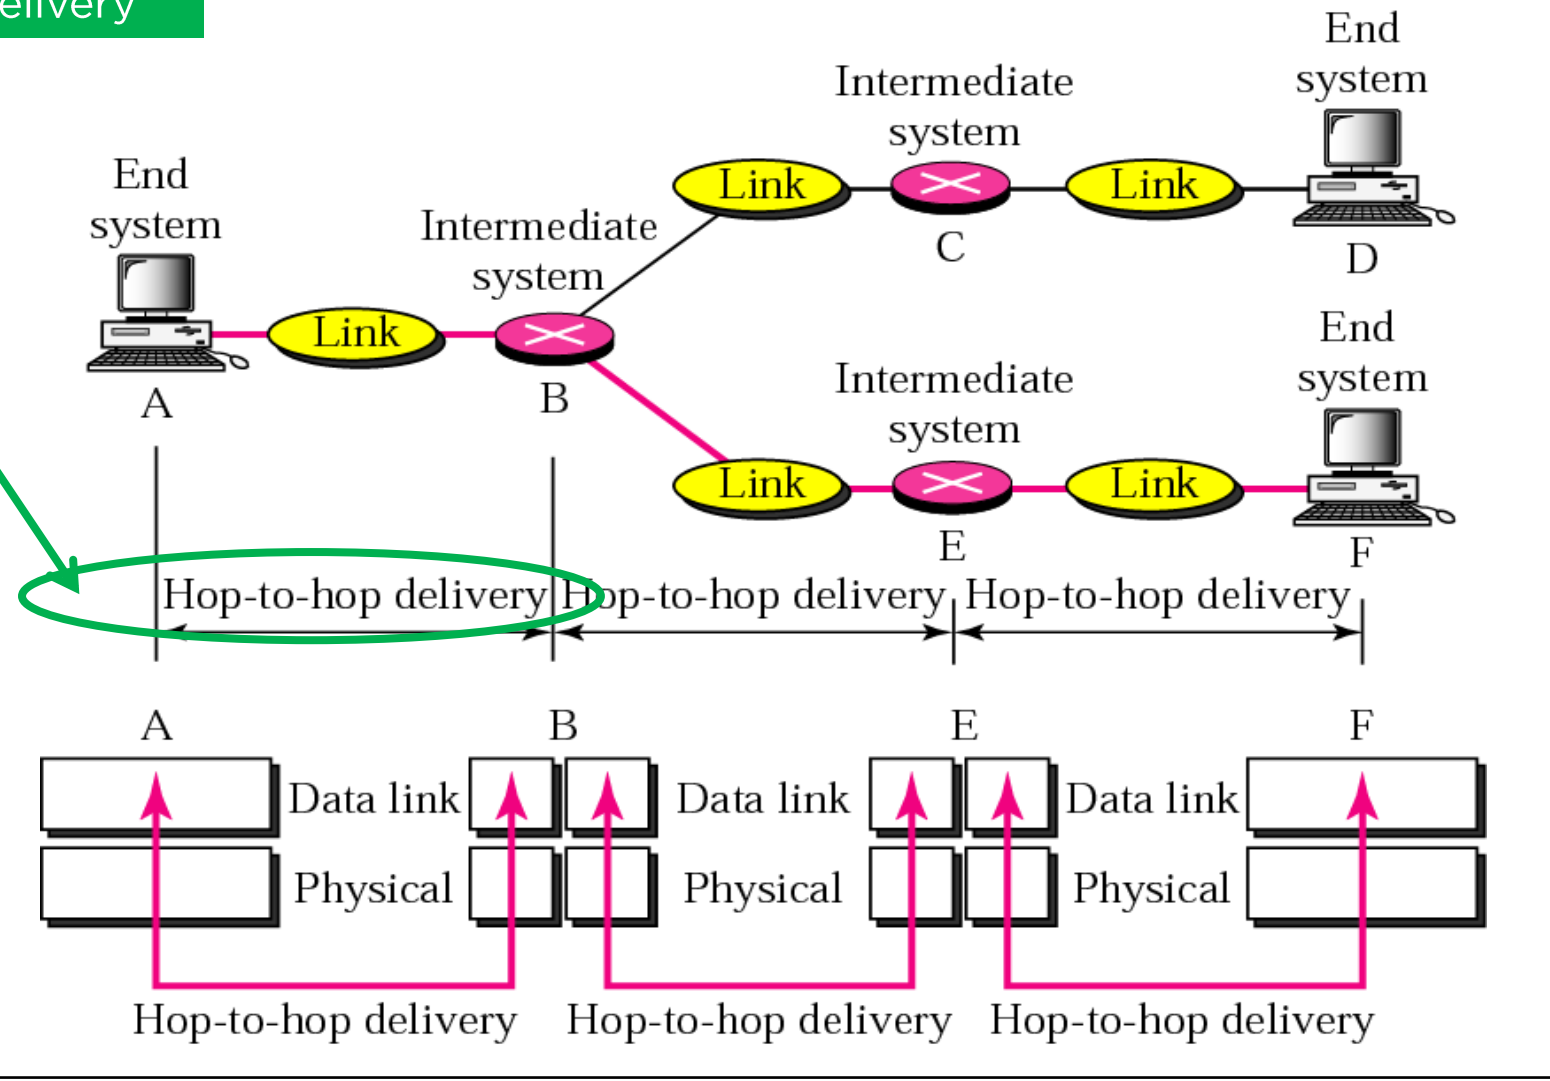 elivery
End
system
Intermediate
system
Link
C
Link
D
End
system
A
Link
Intermediate
system
B
Link
Intermediate
system
E
Link
End
system
F
Hop-to-hop delivery
Hop-to-hop delivery
Hop-to-hop delivery
A
B
E
F
Data link
Data link
Data link
Physical
Physical
Physical
Hop-to-hop delivery
Hop-to-hop delivery
Hop-to-hop delivery